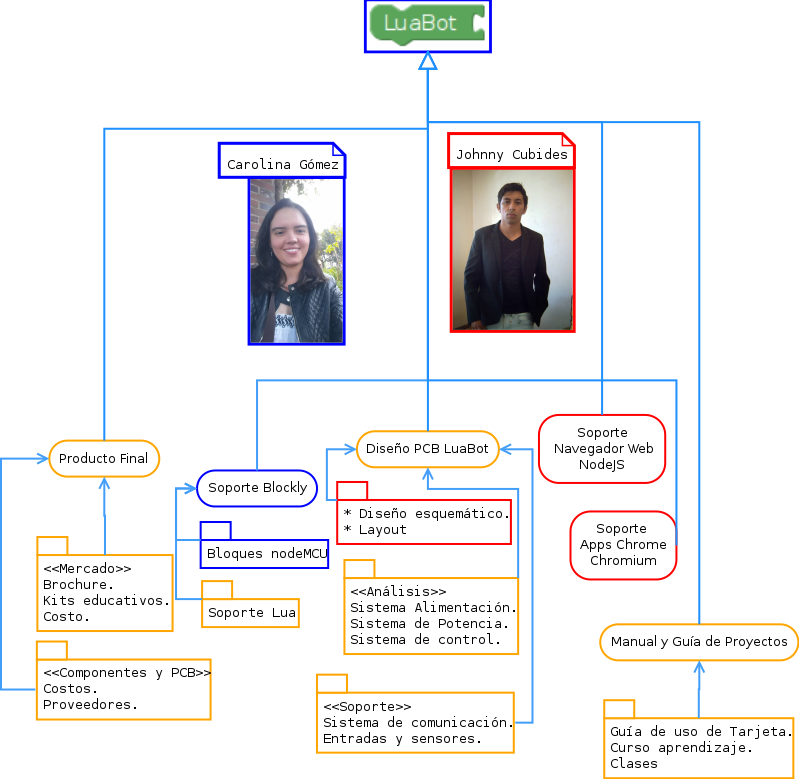 LuaBot
Carolina Gómez
Johnny Cubides
Producto Final
Soporte Blockly
Diseño PCB LuaBot
Soporte
Navegador Web
NodeJS
Soporte
Apps Chrome
Chromium
Bloques nodeMCU
Soporte Lua
* Diseño esquemático.
* Layout
<<Mercado>>
Brochure.
Kits educativos.
Costo.
<<Análisis>>
Sistema Alimentación.
Sistema de Potencia.
Sistema de control.
<<Componentes y PCB>>
Costos.
Proveedores.
<<Soporte>>
Sistema de comunicación.
Entradas y sensores.
Manual y Guía de Proyectos
Guía de uso de Tarjeta.
Curso aprendizaje.
Clases